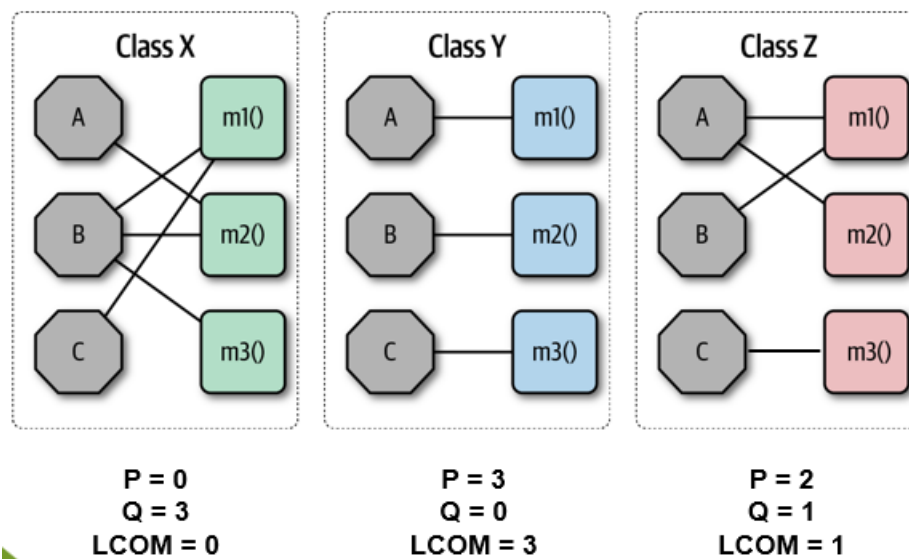 Class X
A
m1()
B
m2()
C
m3()
P = 0
Q = 3
LCOM = 0
Class Y
A
m1()
B
m2()
C
m3()
P = 3
Q = 0
LCOM = 3
Class Z
A
m1()
B
m2()
C
m3()
P = 2
Q = 1
LCOM = 1